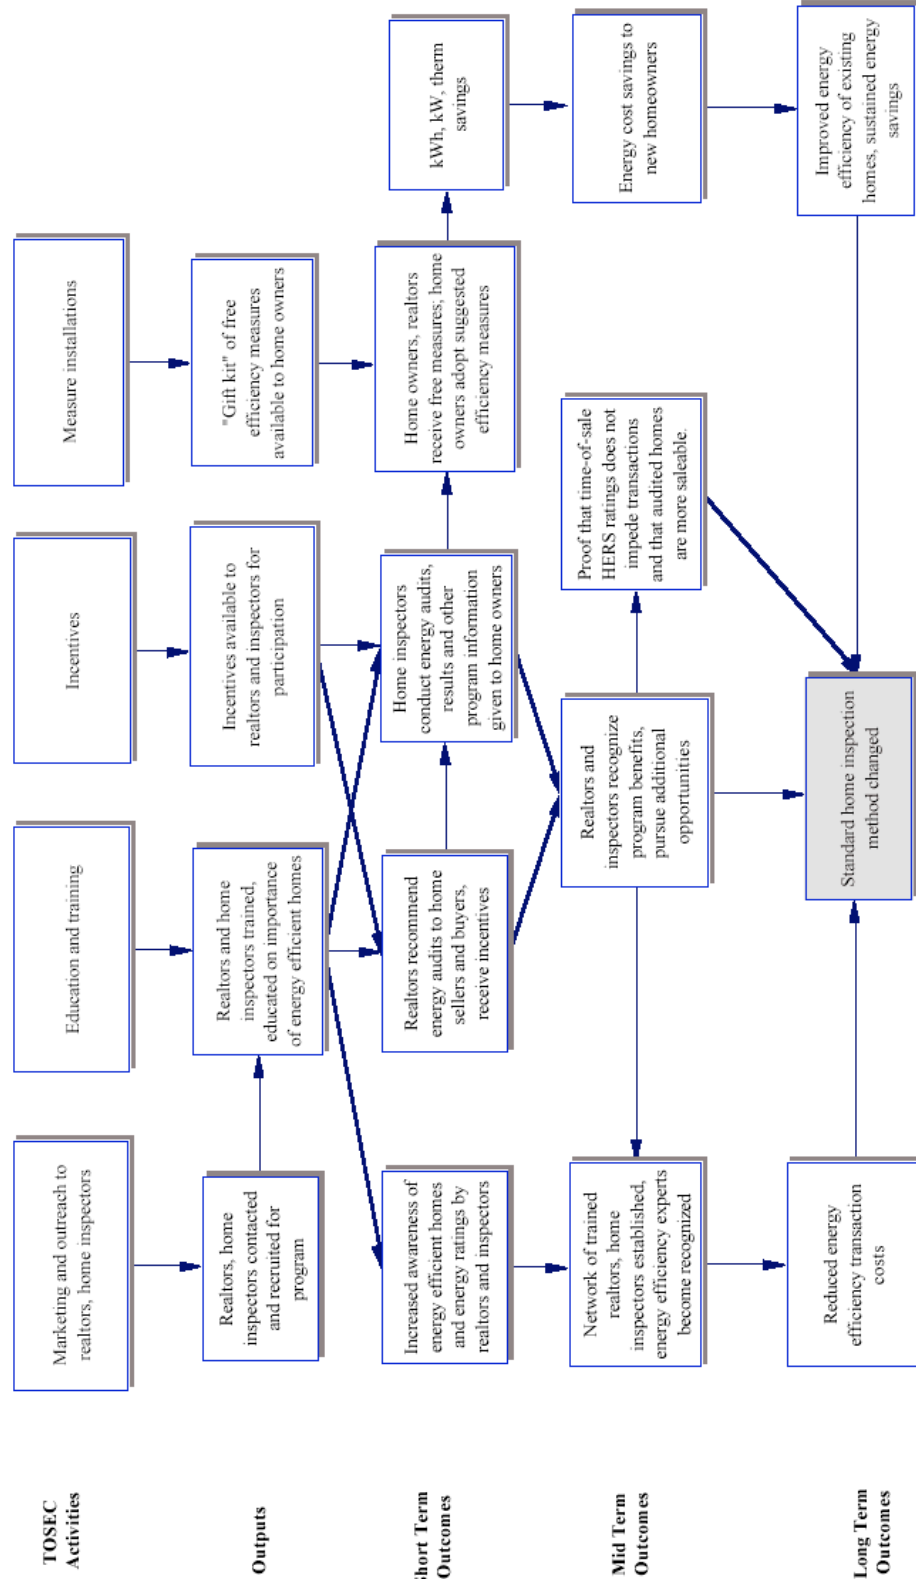 TOSEC
Activities
Marketing and outreach to
realtors, home inspectors
Education and training
Incentives
Measure installations
Outputs
Realtors, home
inspectors contacted
and recruited for
program
Realtors and home
inspectors trained,
educated on importance
of energy efficient homes
Incentives available to
realtors and inspectors for
participation
"Gift kit" of free
efficiency measures
available to home owners
Short Term
Outcomes
Increased awareness of
energy efficient homes
and energy ratings by
realtors and inspectors
Realtors recommend
energy audits to home
sellers and buyers,
receive incentives
Home inspectors
conduct energy audits,
results and other
program information
given to home owners
Home owners, realtors
receive free measures; home
owners adopt suggested
efficiency measures
kWh, kW, therm
savings
Mid Term
Outcomes
Network of trained
realtors, home
inspectors established,
energy efficiency experts
become recognized
Realtors and
inspectors recognize
program benefits,
pursue additional
opportunities
Proof that time-of-sale
HERS ratings does not
impede transactions
and that audited homes
are more saleable.
Energy cost savings to
new homeowners
Long Term
Outcomes
Reduced energy
efficiency transaction
costs
Standard home inspection
method changed
Improved energy
efficiency of existing
homes, sustained energy
savings